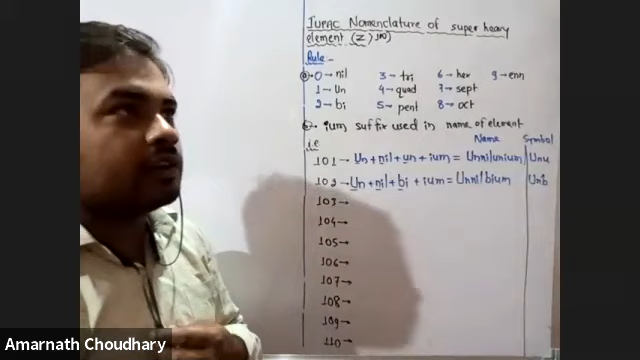 IUPAC Nomenclature of super heavy
element (Z>100)
Rule:-
ⓐ→ 0→nil 3→tri 6→hex 9→enn
1→Un 4→quad 7→sept
2→bi 5→pent 8→oct
ⓑ→ ium suffix used in name of element
i.e Name Symbol
101→ Un+nil+un+ium = Unnilunium Unu
102→ Un+nil+bi+ium = Unnilbium Unb
103→
104→
105→
106→
107→
108→
109→
110→
Amarnath Choudhary